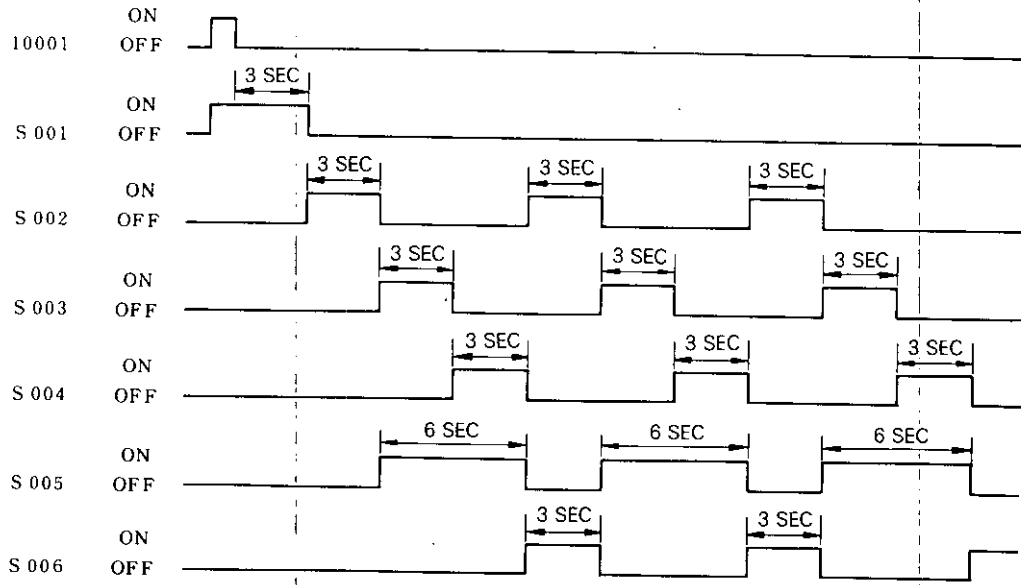 ON
10001 OFF
3 SEC
ON
S 001 OFF
3 SEC 3 SEC 3 SEC
ON
S 002 OFF
3 SEC 3 SEC 3 SEC
ON
S 003 OFF
3 SEC 3 SEC 3 SEC
ON
S 004 OFF
6 SEC 6 SEC 6 SEC
ON
S 005 OFF
3 SEC 3 SEC
ON
S 006 OFF